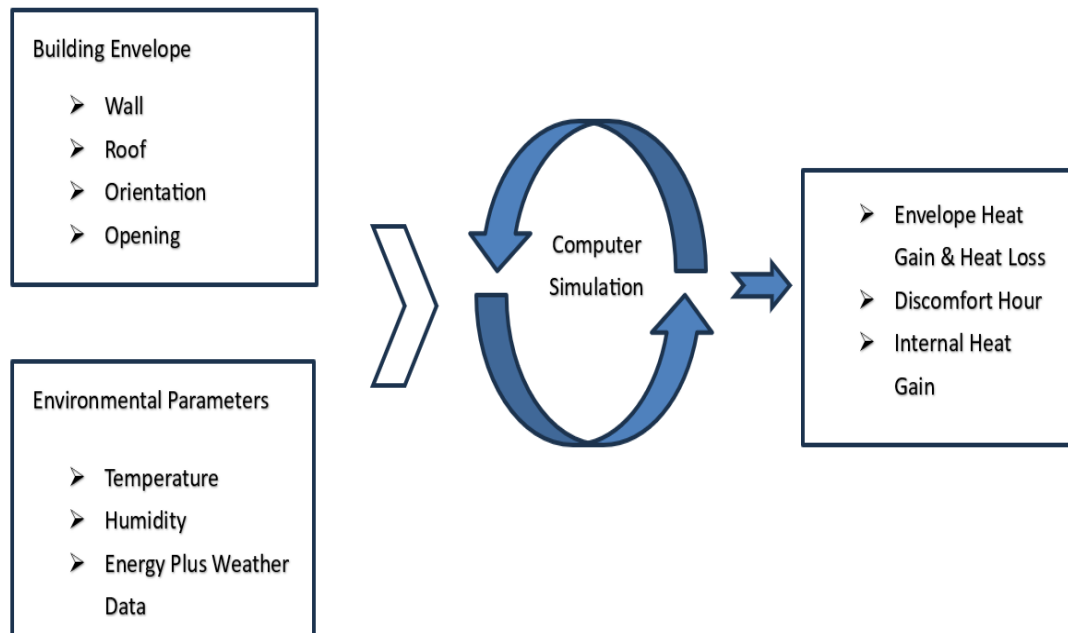 Building Envelope
Wall
Roof
Orientation
Opening
Environmental Parameters
Temperature
Humidity
Energy Plus Weather
Data
Computer
Simulation
Envelope Heat
Gain & Heat Loss
Discomfort Hour
Internal Heat
Gain